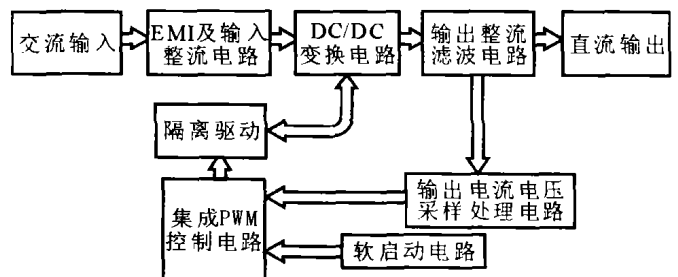 交流输入
EMI及输入
整流电路
DC/DC
变换电路
输出整流
滤波电路
直流输出
隔离驱动
输出电流电压
采样处理电路
集成PWM
控制电路
软启动电路